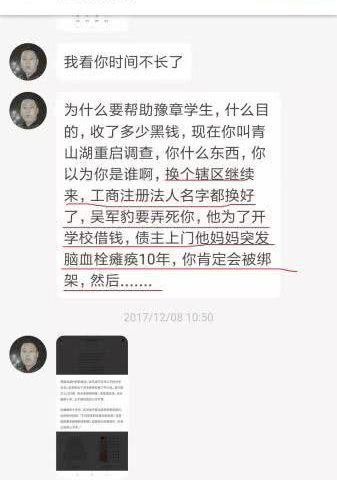 我看你时间不长了
为什么要帮助豫章学生，什么目
的，收了多少黑钱，现在你叫青
山湖重启调查，你什么东西，你
以为你是谁啊，换个辖区继续
来，工商注册法人名字都换好
了，吴军豹要弄死你，他为了开
学校借钱，债主上门他妈妈突发
脑血栓瘫痪10年，你肯定会被绑
架，然后.......
2017/12/08 10:50